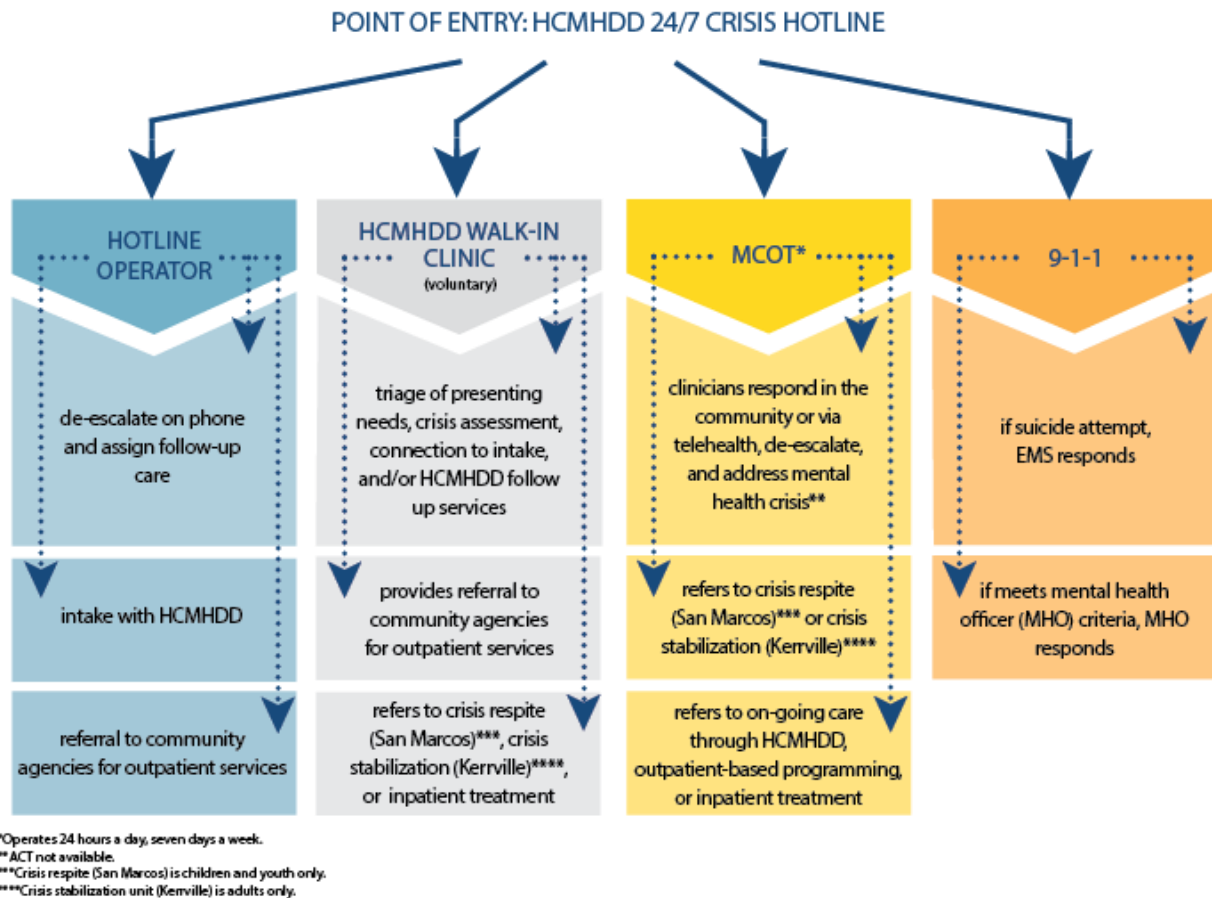 POINT OF ENTRY: HCMHDD 24/7 CRISIS HOTLINE
HOTLINE
OPERATOR
de-escalate on phone
and assign follow-up
care
intake with HCMHDD
referral to community
agencies for outpatient services
HCMHDD WALK-IN
CLINIC
(voluntary)
triage of presenting
needs, crisis assessment,
connection to intake,
and/or HCMHDD follow
up services
provides referral to
community agencies
for outpatient services
refers to crisis respite
(San Marcos)***, crisis
stabilization (Kerrville)****,
or inpatient treatment
MCOT*
clinicians respond in the
community or via
telehealth, de-escalate,
and address mental
health crisis**
refers to crisis respite
(San Marcos)*** or crisis
stabilization (Kerrville)****
refers to on-going care
through HCMHDD,
outpatient-based programming,
or inpatient treatment
9-1-1
if suicide attempt,
EMS responds
if meets mental health
officer (MHO) criteria, MHO
responds
*Operates 24 hours a day, seven days a week.
**ACT not available.
***Crisis respite (San Marcos) is children and youth only.
****Crisis stabilization unit (Kerrville) is adults only.